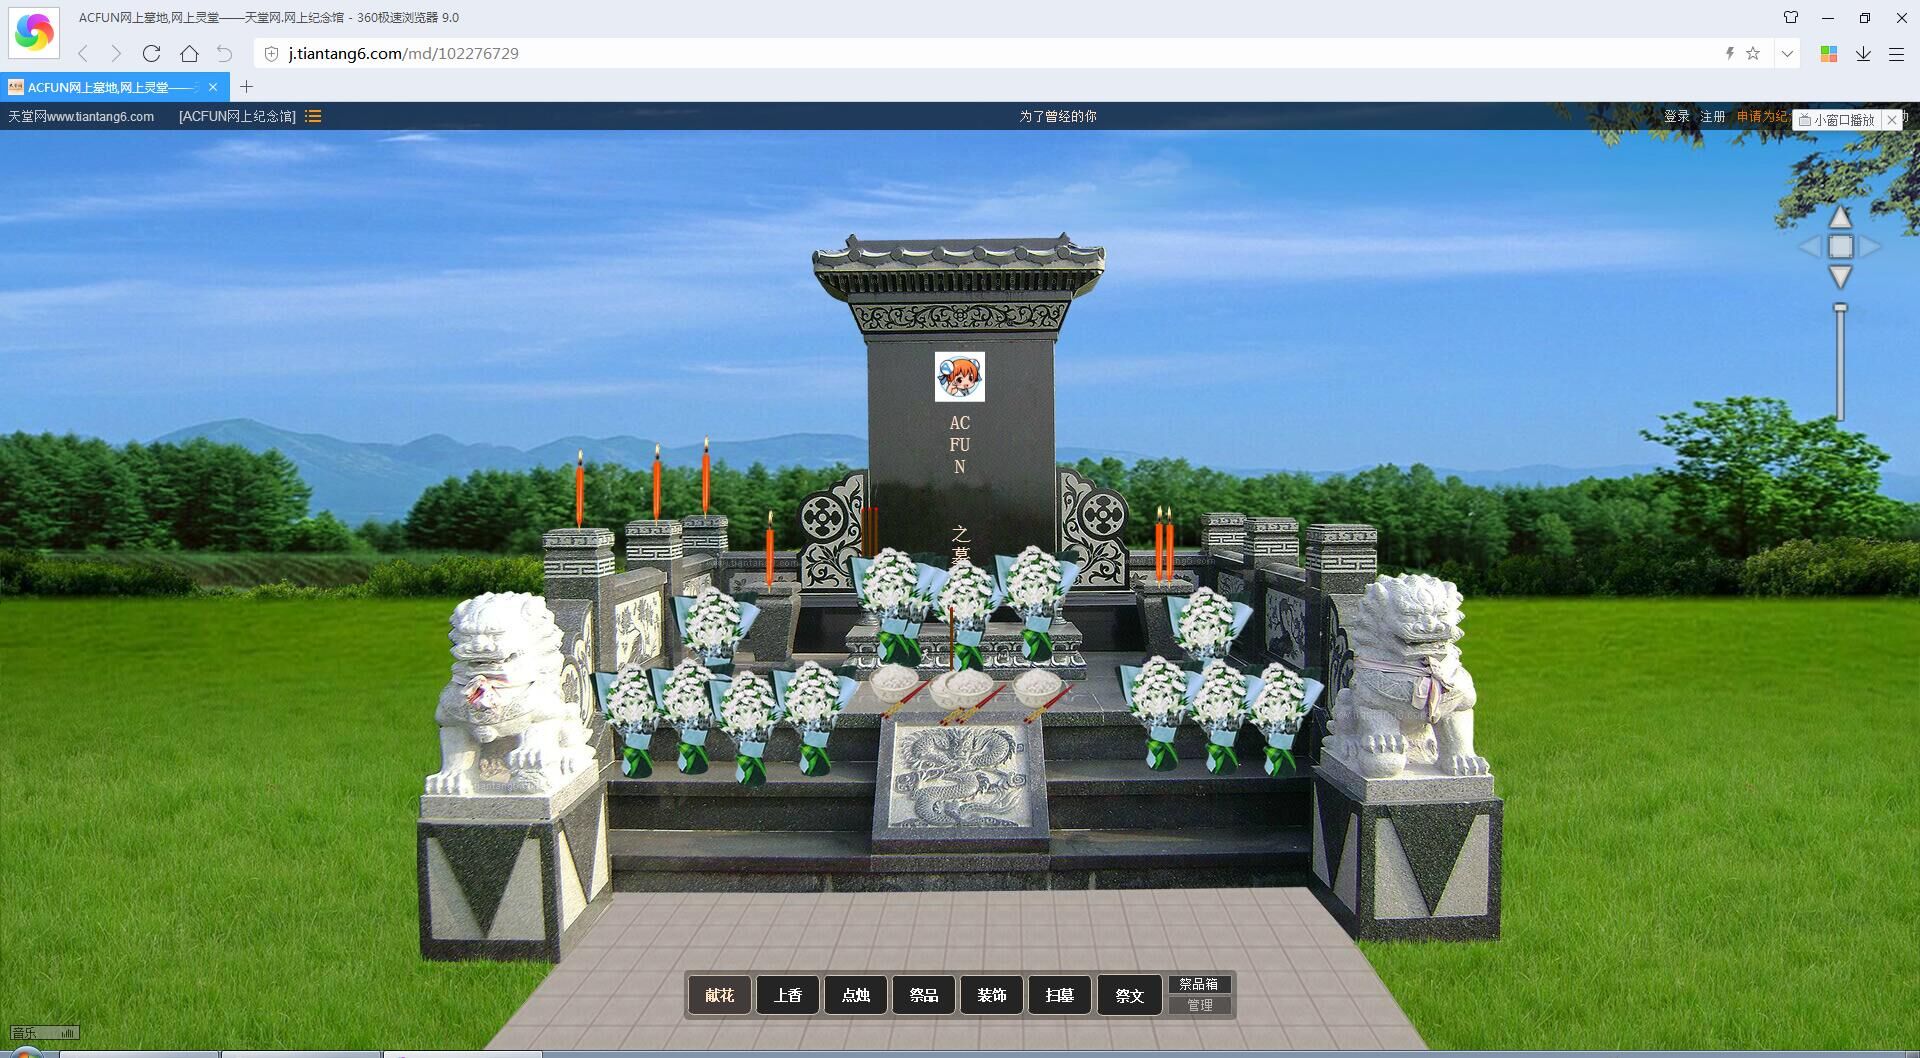 ACFUN网上墓地,网上灵堂——天堂网.网上纪念馆 - 360极速浏览器 9.0
j.tiantang6.com/md/102276729
ACFUN网上墓地,网上灵堂——
天堂网www.tiantang6.com
[ACFUN网上纪念馆]
为了曾经的你
登录 注册 申请为纪
小窗口播放
AC
FU
N
之
墓
www.tiantang6.com
献花
上香
点烛
祭品
装饰
扫墓
祭文
祭品箱
管理
音乐